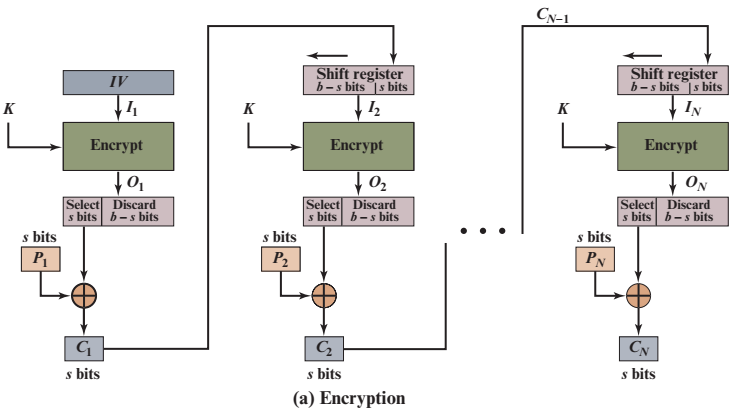 C_{N–1}
IV
Shift register
b – s bits | s bits
Shift register
b – s bits | s bits
K
I_1
K
I_2
K
I_N
Encrypt
Encrypt
Encrypt
O_1
O_2
O_N
Select
s bits
Discard
b – s bits
Select
s bits
Discard
b – s bits
Select
s bits
Discard
b – s bits
s bits
P_1
s bits
P_2
s bits
P_N
C_1
s bits
C_2
s bits
C_N
s bits
(a) Encryption